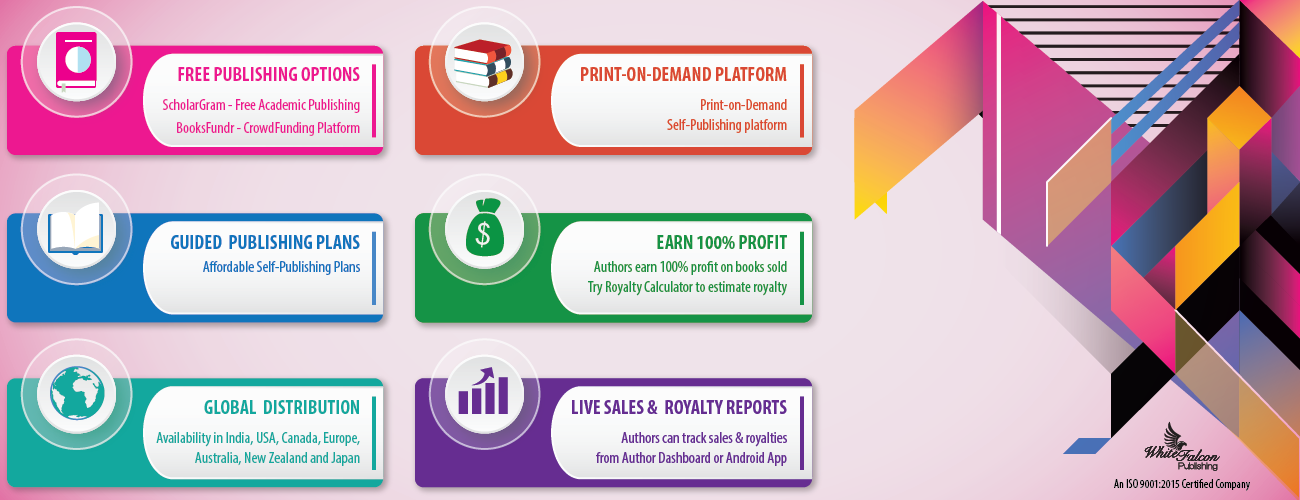 FREE PUBLISHING OPTIONS
ScholarGram - Free Academic Publishing
BooksFundr - CrowdFunding Platform
PRINT-ON-DEMAND PLATFORM
Print-on-Demand
Self-Publishing platform
GUIDED PUBLISHING PLANS
Affordable Self-Publishing Plans
$
EARN 100% PROFIT
Authors earn 100% profit on books sold
Try Royalty Calculator to estimate royalty
GLOBAL DISTRIBUTION
Availability in India, USA, Canada, Europe,
Australia, New Zealand and Japan
LIVE SALES & ROYALTY REPORTS
Authors can track sales & royalties
from Author Dashboard or Android App
White Falcon
Publishing
An ISO 9001:2015 Certified Company